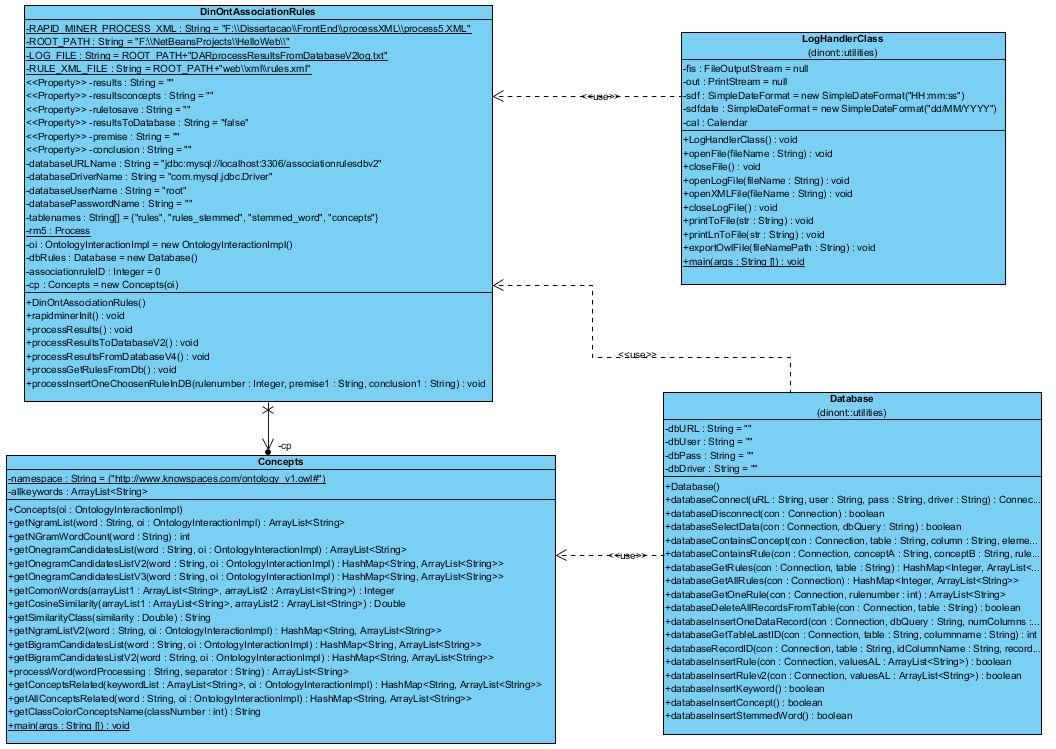 DinOntAssociationRules
-RAPID_MINER_PROCESS_XML : String = "F:\\Dissertacao\\FrontEnd\\processXML\\process5.XML"
-ROOT_PATH : String = "F:\\NetBeansProjects\\HelloWeb\\"
-LOG_FILE : String = ROOT_PATH+"DARprocessResultsFromDatabaseV2log.txt"
-RULE_XML_FILE : String = ROOT_PATH+"web\\xml\\rules.xml"
<<Property>> -results : String = ""
<<Property>> -resultsconcepts : String = ""
<<Property>> -ruletosave : String = ""
<<Property>> -resultsToDatabase : String = "false"
<<Property>> -premise : String = ""
<<Property>> -conclusion : String = ""
-databaseURLName : String = "jdbc:mysql://localhost:3306/associationrulesdbv2"
-databaseDriverName : String = "com.mysql.jdbc.Driver"
-databaseUserName : String = "root"
-databasePasswordName : String = ""
-tablenames : String[] = {"rules", "rules_stemmed", "stemmed_word", "concepts"}
-rm5 : Process
-oi : OntologyInteractionImpl = new OntologyInteractionImpl()
-dbRules : Database = new Database()
-associationruleID : Integer = 0
-cp : Concepts = new Concepts(oi)
+DinOntAssociationRules()
+rapidminerInit() : void
+processResults() : void
+processResultsToDatabaseV2() : void
+processResultsFromDatabaseV4() : void
+processGetRulesFromDb() : void
+processInsertOneChoosenRuleInDB(rulenumber : Integer, premise1 : String, conclusion1 : String) : void
LogHandlerClass
(dinont::utilities)
-fis : FileOutputStream = null
-out : PrintStream = null
-sdf : SimpleDateFormat = new SimpleDateFormat("HH:mm:ss")
-sdfdate : SimpleDateFormat = new SimpleDateFormat("dd/MM/YYYY")
-cal : Calendar
+LogHandlerClass() : void
+openFile(fileName : String) : void
+closeFile() : void
+openLogFile(fileName : String) : void
+openXMLFile(fileName : String) : void
+closeLogFile() : void
+printToFile(str : String) : void
+printLnToFile(str : String) : void
+exportOwlFile(fileNamePath : String) : void
+main(args : String []) : void
<<use>>
<<use>>
-cp
Concepts
-namespace : String = ("http://www.knowspaces.com/ontology_v1.owl#")
-allkeywords : ArrayList<String>
+Concepts(oi : OntologyInteractionImpl)
+getNgramList(word : String, oi : OntologyInteractionImpl) : ArrayList<String>
+getNGramWordCount(word : String) : int
+getOnegramCandidatesList(word : String, oi : OntologyInteractionImpl) : ArrayList<String>
+getOnegramCandidatesListV2(word : String, oi : OntologyInteractionImpl) : HashMap<String, ArrayList<String>>
+getOnegramCandidatesListV3(word : String, oi : OntologyInteractionImpl) : HashMap<String, ArrayList<String>>
+getComonWords(arrayList1 : ArrayList<String>, arrayList2 : ArrayList<String>) : Integer
+getCosineSimilarity(arrayList1 : ArrayList<String>, arrayList2 : ArrayList<String>) : Double
+getSimilarityClass(similarity : Double) : String
+getNgramListV2(word : String, oi : OntologyInteractionImpl) : HashMap<String, ArrayList<String>>
+getBigramCandidatesList(word : String, oi : OntologyInteractionImpl) : HashMap<String, ArrayList<String>>
+getBigramCandidatesListV2(word : String, oi : OntologyInteractionImpl) : HashMap<String, ArrayList<String>>
+processWord(wordProcessing : String, separator : String) : ArrayList<String>
+getConceptsRelated(keywordList : ArrayList<String>, oi : OntologyInteractionImpl) : HashMap<String, ArrayList<String>>
+getAllConceptsRelated(word : String, oi : OntologyInteractionImpl) : HashMap<String, ArrayList<String>>
+getClassColorConceptsName(classNumber : int) : String
+main(args : String []) : void
<<use>>
Database
(dinont::utilities)
-dbURL : String = ""
-dbUser : String = ""
-dbPass : String = ""
-dbDriver : String = ""
+Database()
+databaseConnect(uRL : String, user : String, pass : String, driver : String) : Connec...
+databaseDisconnect(con : Connection) : boolean
+databaseSelectData(con : Connection, dbQuery : String) : boolean
+databaseContainsConcept(con : Connection, table : String, column : String, eleme...
+databaseContainsRule(con : Connection, conceptA : String, conceptB : String, rule...
+databaseGetRules(con : Connection, table : String) : HashMap<Integer, ArrayList<...
+databaseGetAllRules(con : Connection) : HashMap<Integer, ArrayList<String>>
+databaseGetOneRule(con : Connection, rulenumber : int) : ArrayList<String>
+databaseDeleteAllRecordsFromTable(con : Connection, table : String) : boolean
+databaseInsertOneDataRecord(con : Connection, dbQuery : String, numColumns :...
+databaseGetTableLastID(con : Connection, table : String, columnname : String) : int
+databaseRecordID(con : Connection, table : String, idColumnName : String, record...
+databaseInsertRule(con : Connection, valuesAL : ArrayList<String>) : boolean
+databaseInsertRulev2(con : Connection, valuesAL : ArrayList<String>) : boolean
+databaseInsertKeyword() : boolean
+databaseInsertConcept() : boolean
+databaseInsertStemmedWord() : boolean